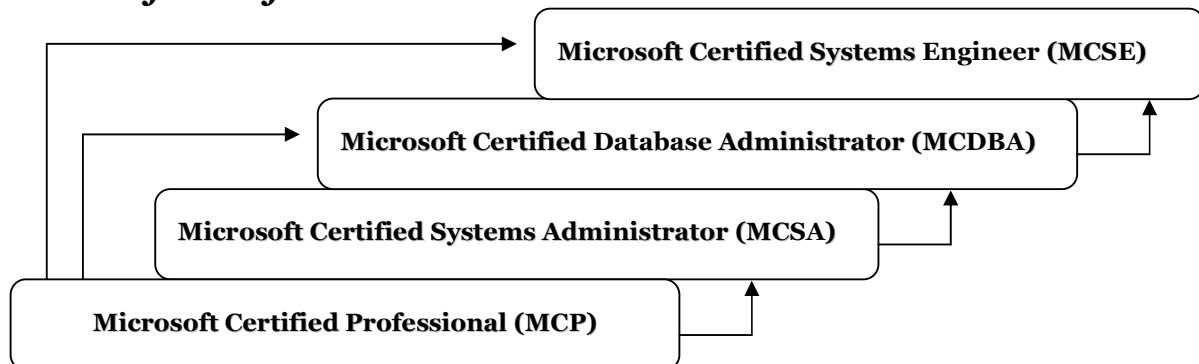 Microsoft Certified Systems Engineer (MCSE)
Microsoft Certified Database Administrator (MCDBA)
Microsoft Certified Systems Administrator (MCSA)
Microsoft Certified Professional (MCP)